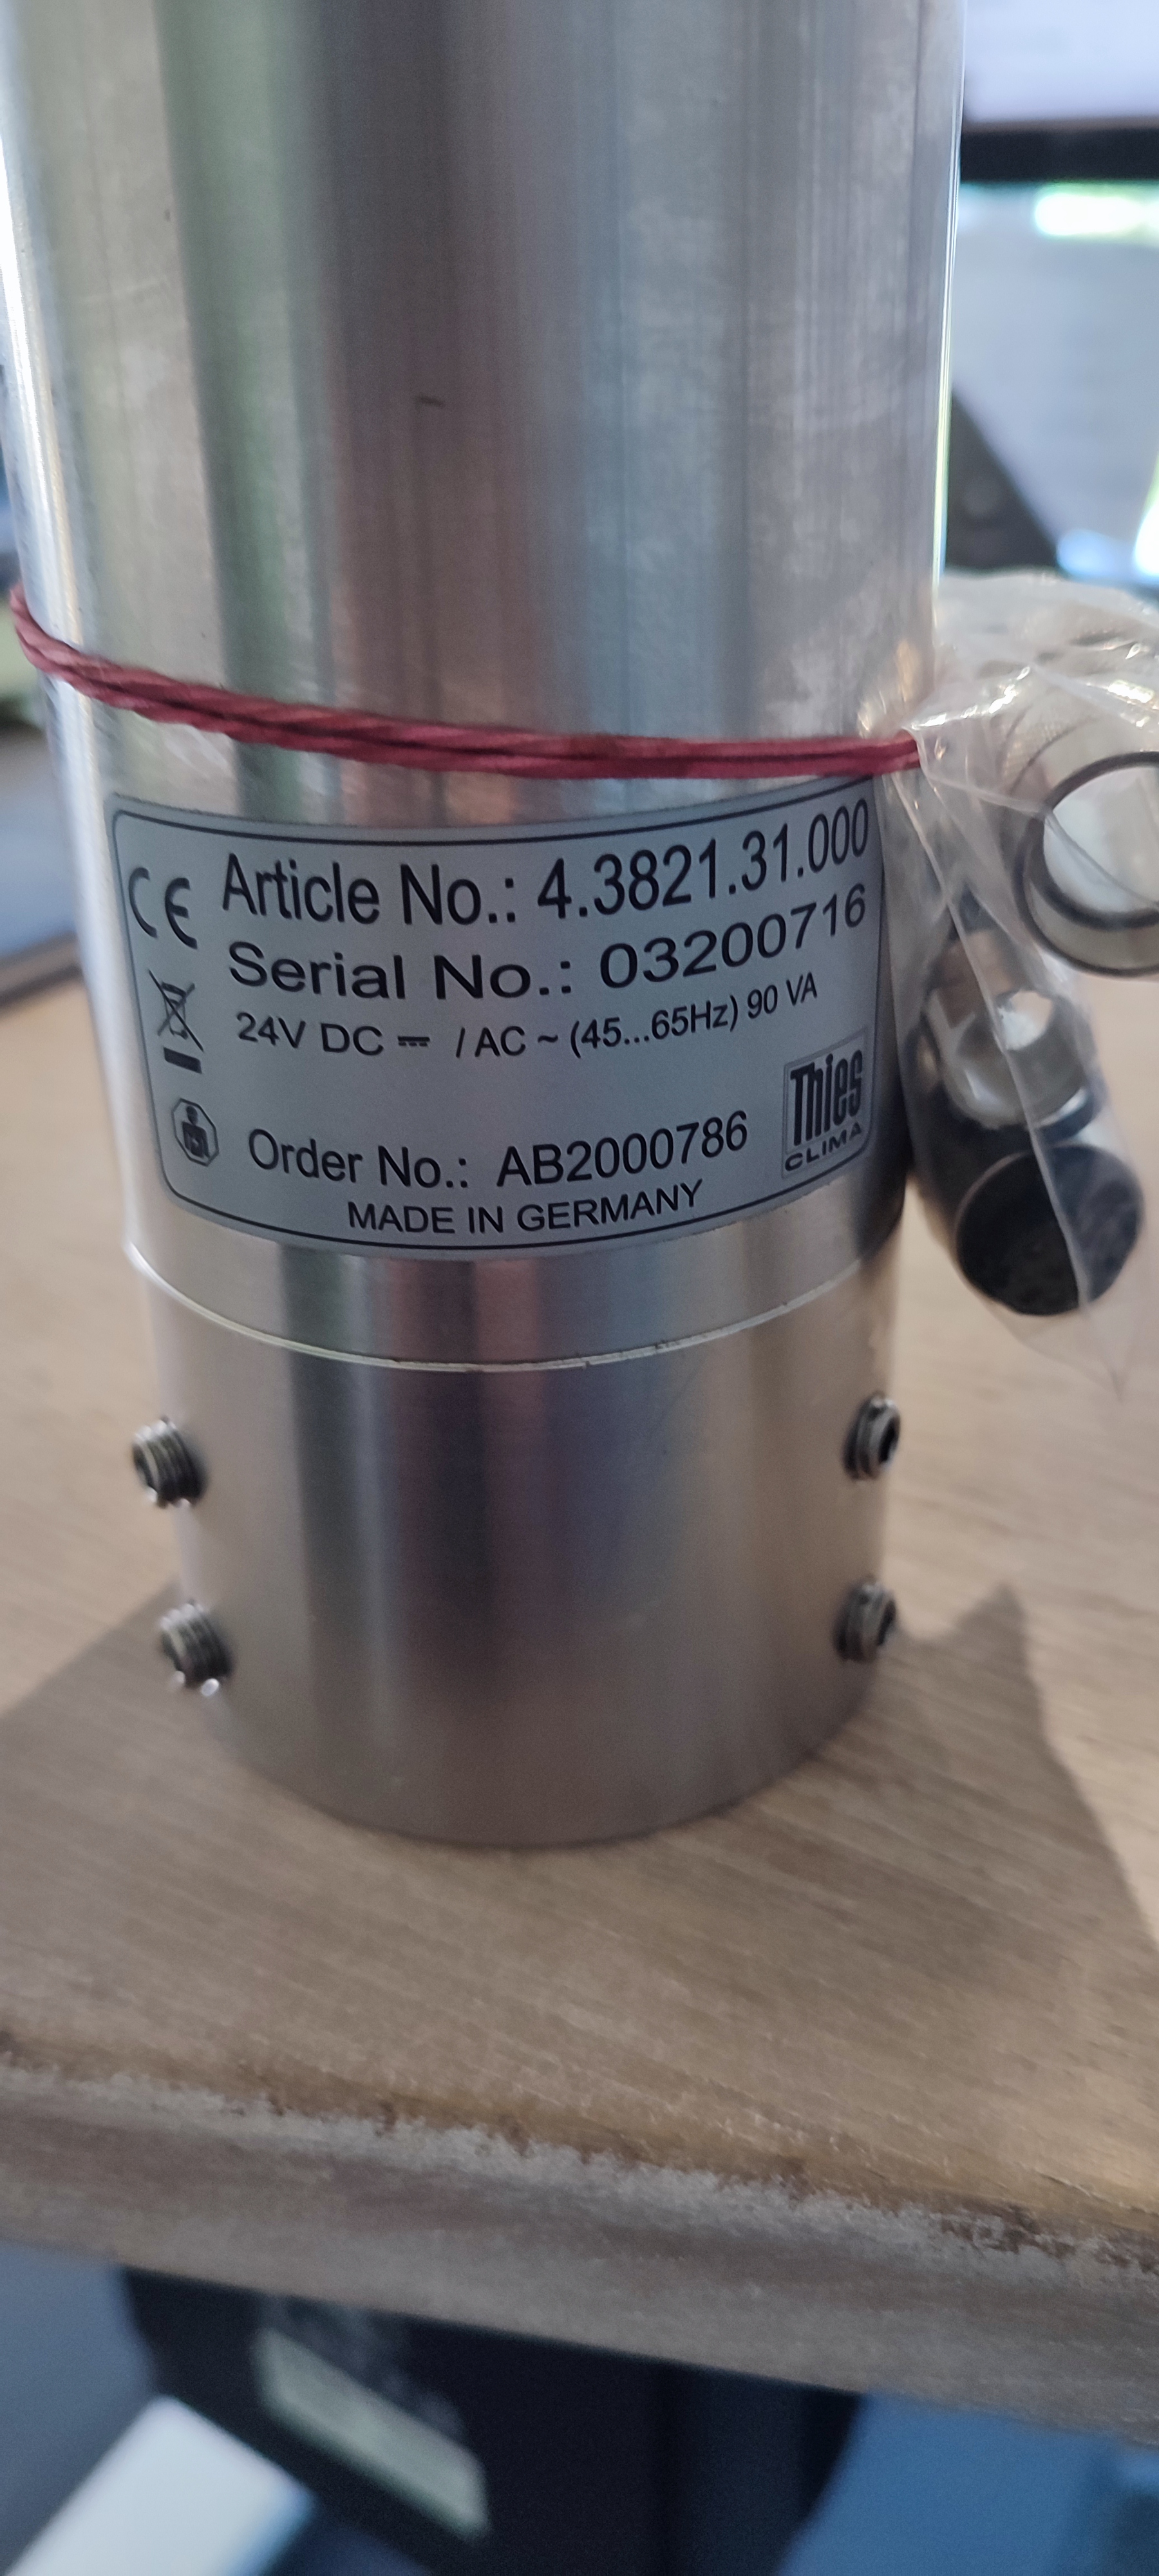 CE
Article No.: 4.3821.31.000
Serial No.: 03200716
24V DC ⎓ / AC ~ (45...65Hz) 90 VA
Order No.: AB2000786
Thies
CLIMA
MADE IN GERMANY